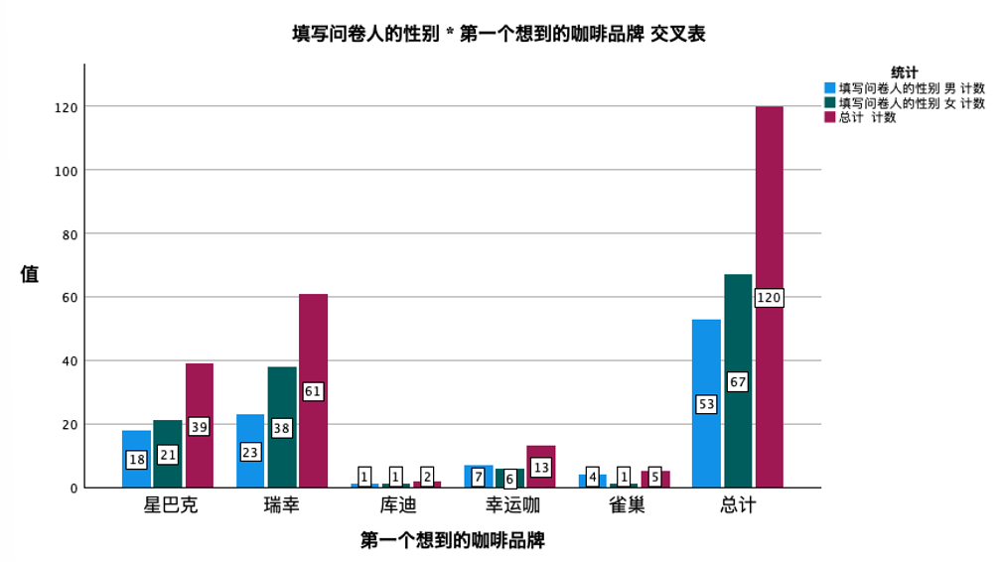 填写问卷人的性别 * 第一个想到的咖啡品牌 交叉表
统计
填写问卷人的性别 男 计数
填写问卷人的性别 女 计数
总计 计数
值
120
100
80
60
40
20
0
18
21
39
23
38
61
1
1
2
7
6
13
4
1
5
53
67
120
星巴克
瑞幸
库迪
幸运咖
雀巢
总计
第一个想到的咖啡品牌